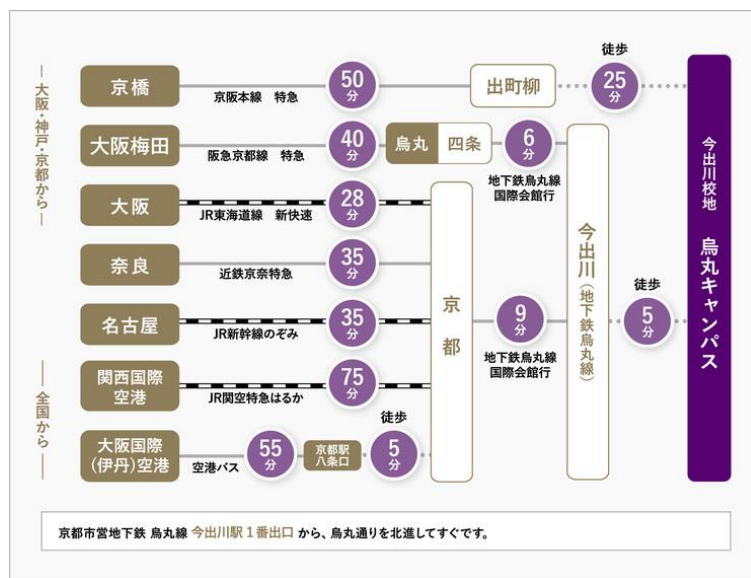 大阪・神戸・京都から
京橋
京阪本線 特急
50分
出町柳
徒歩
25分
大阪梅田
阪急京都線 特急
40分
烏丸
四条
6分
地下鉄烏丸線
国際会館行
大阪
JR東海道線 新快速
28分
奈良
近鉄京奈特急
35分
名古屋
JR新幹線のぞみ
35分
京都
9分
地下鉄烏丸線
国際会館行
今出川(地下鉄烏丸線)
徒歩
5分
今出川校地 烏丸キャンパス
全国から
関西国際
空港
JR関空特急はるか
75分
大阪国際
(伊丹)空港
空港バス
55分
京都駅
八条口
徒歩
5分
京都市営地下鉄 烏丸線 今出川駅1番出口 から、烏丸通りを北進してすぐです。